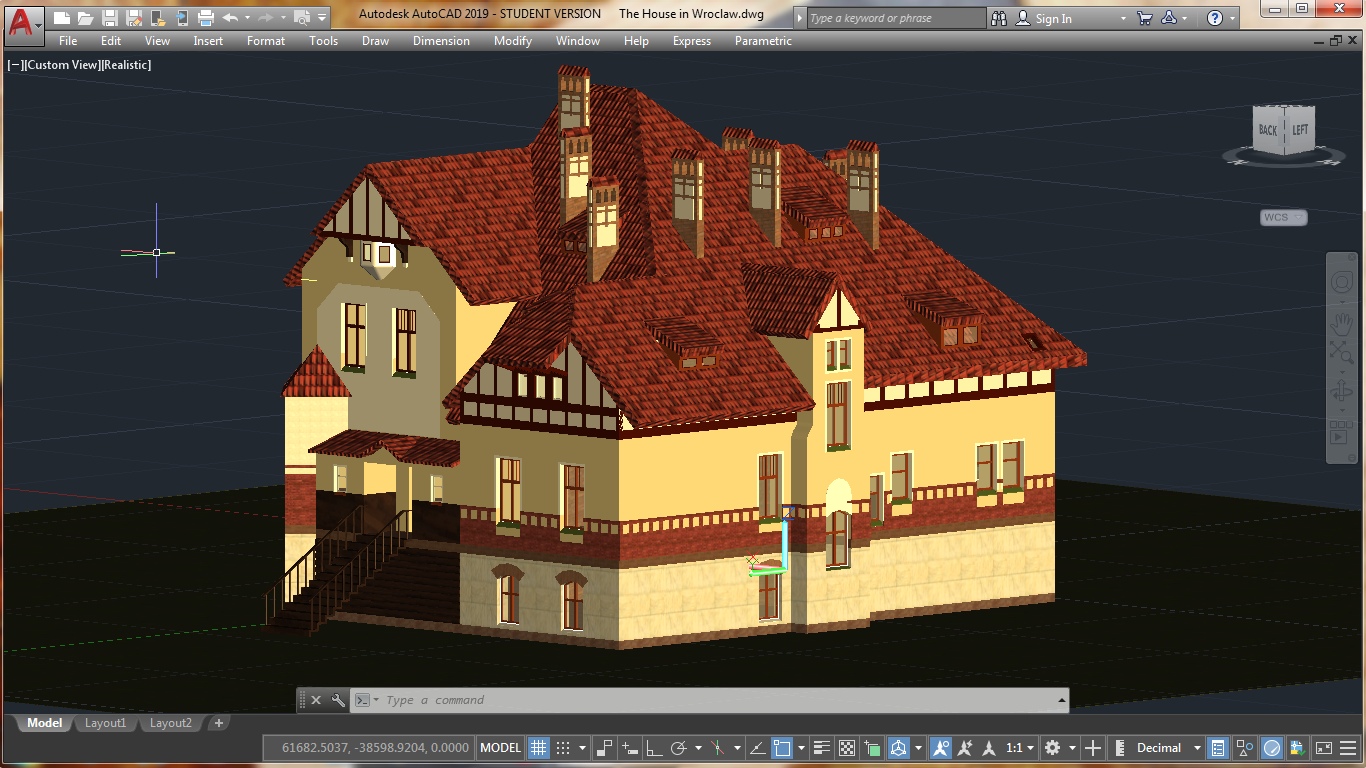 Autodesk AutoCAD 2019 - STUDENT VERSION The House in Wroclaw.dwg Type a keyword or phrase Sign In ?
File Edit View Insert Format Tools Draw Dimension Modify Window Help Express Parametric
[−][Custom View][Realistic]
BACK LEFT
WCS
Type a command
Model Layout1 Layout2 +
61682.5037, -38598.9204, 0.0000 MODEL 1:1 Decimal